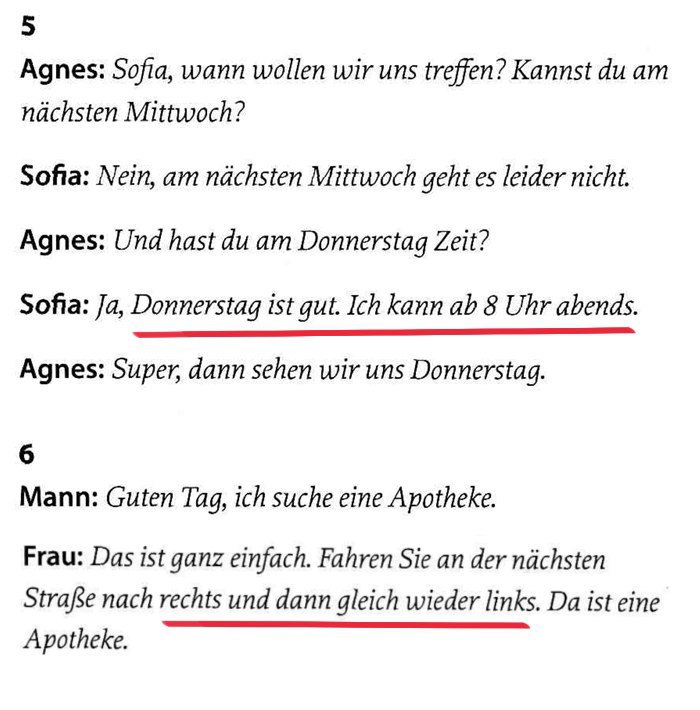 5
Agnes: Sofia, wann wollen wir uns treffen? Kannst du am
nächsten Mittwoch?
Sofia: Nein, am nächsten Mittwoch geht es leider nicht.
Agnes: Und hast du am Donnerstag Zeit?
Sofia: Ja, Donnerstag ist gut. Ich kann ab 8 Uhr abends.
Agnes: Super, dann sehen wir uns Donnerstag.
6
Mann: Guten Tag, ich suche eine Apotheke.
Frau: Das ist ganz einfach. Fahren Sie an der nächsten
Straße nach rechts und dann gleich wieder links. Da ist eine
Apotheke.